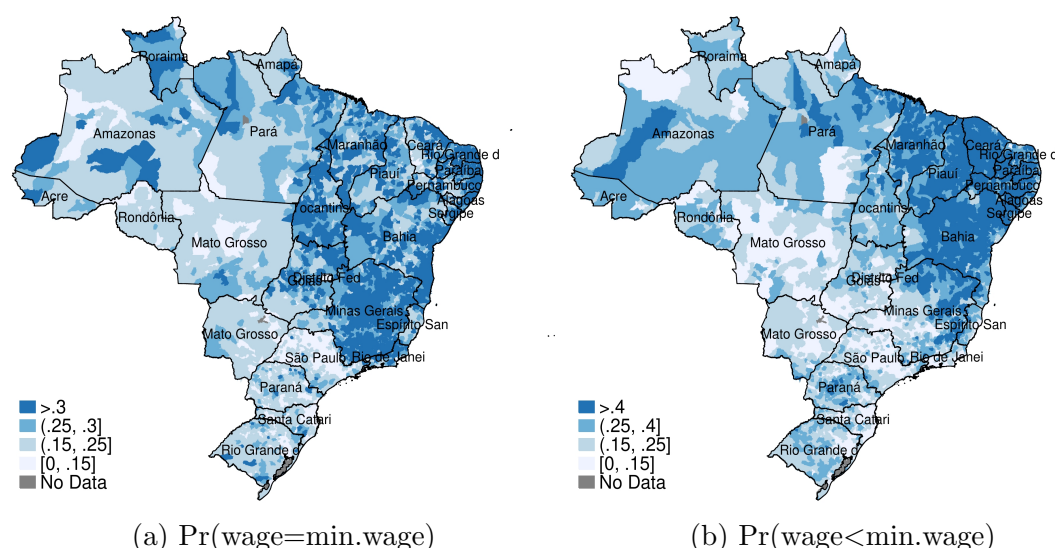 Roraima
Amapá
Amazonas
Pará
Maranhão
Ceará
Rio Grande d
Paraíba
Piauí
Pernambuco
Acre
Alagoas
Sergipe
Tocantins
Rondônia
Bahia
Mato Grosso
Distrito Fed
Goiás
Minas Gerais
Espírito San
Mato Grosso
São Paulo
Rio de Janei
Paraná
Santa Catari
Rio Grande d
>.3
(.25, .3]
(.15, .25]
[0, .15]
No Data
(a) Pr(wage=min.wage)
Roraima
Amapá
Amazonas
Pará
Maranhão
Ceará
Rio Grande d
Paraíba
Piauí
Pernambuco
Acre
Alagoas
Sergipe
Tocantins
Rondônia
Bahia
Mato Grosso
Distrito Fed
Goiás
Minas Gerais
Espírito San
Mato Grosso
São Paulo
Rio de Janei
Paraná
Santa Catari
Rio Grande d
>.4
(.25, .4]
(.15, .25]
[0, .15]
No Data
(b) Pr(wage<min.wage)